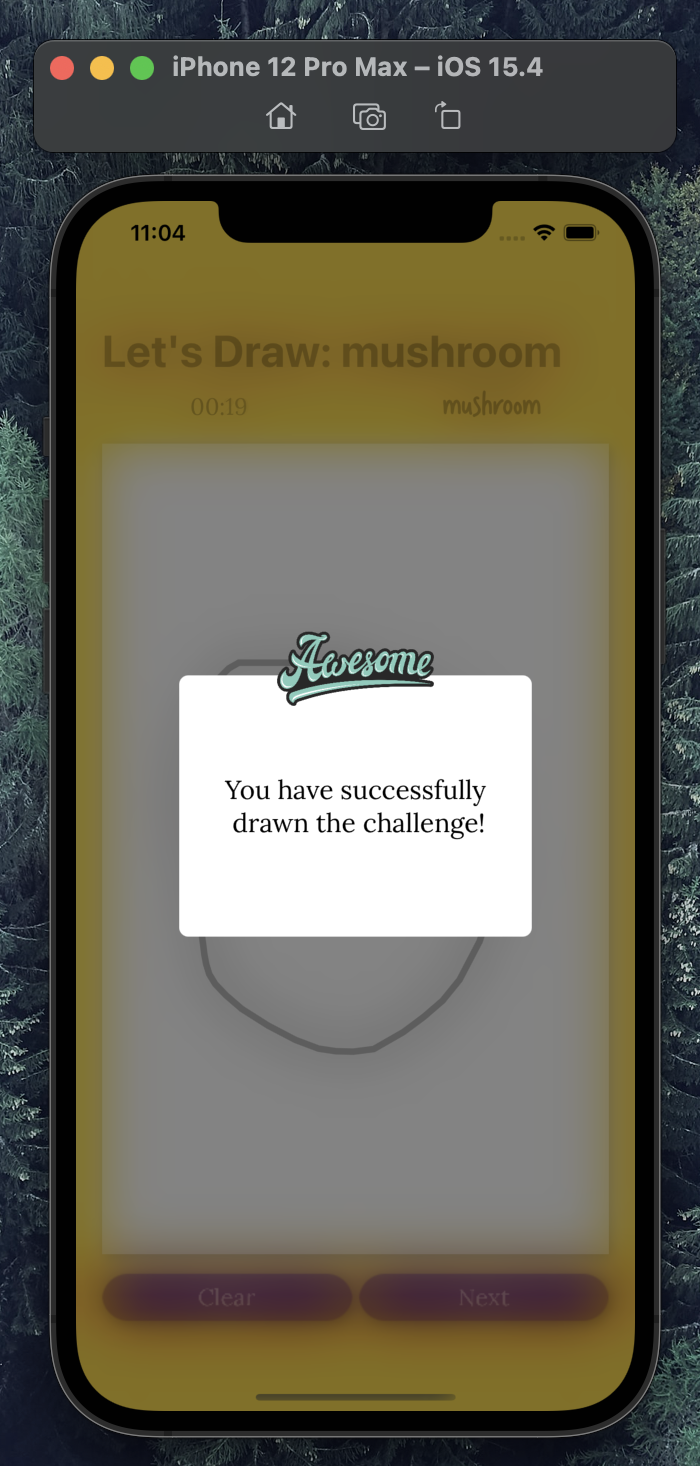 iPhone 12 Pro Max – iOS 15.4
11:04
Let's Draw: mushroom
00:19
mushroom
Awesome
You have successfully
drawn the challenge!
Clear
Next